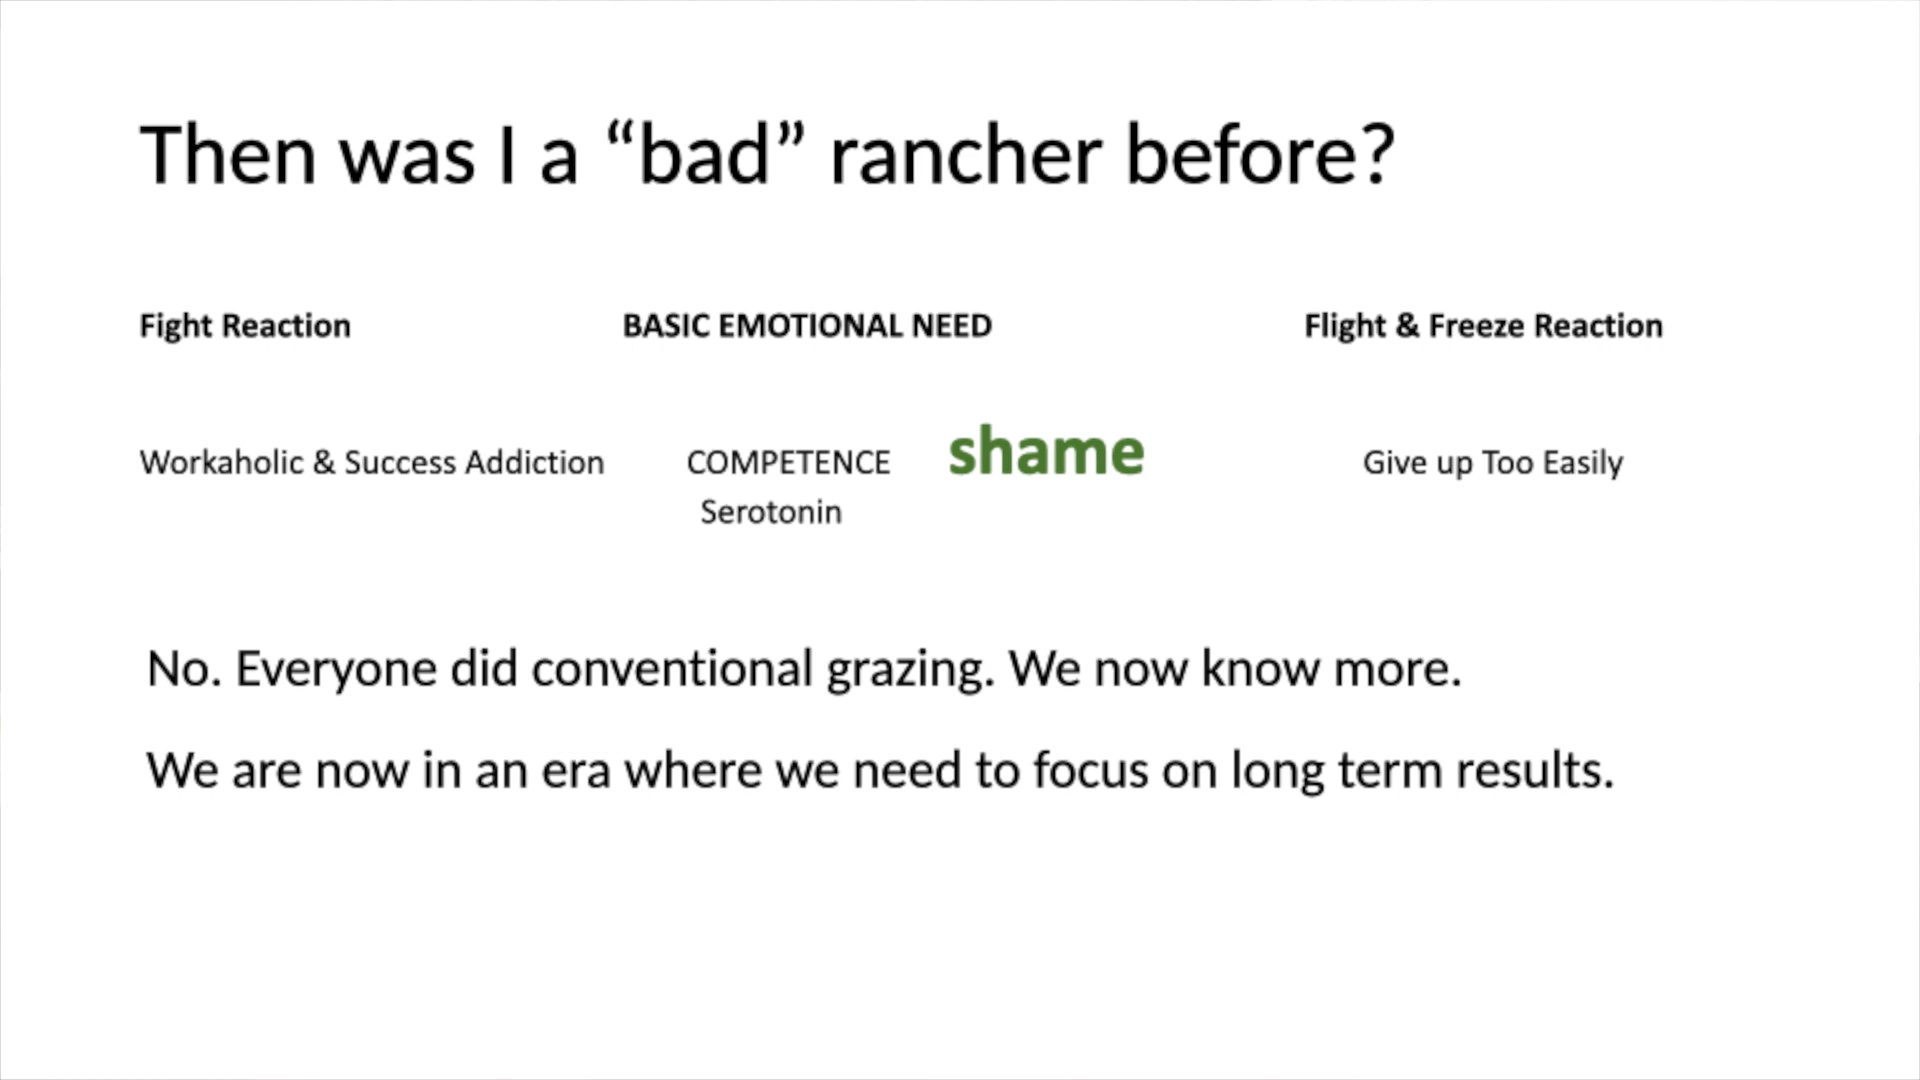 Then was I a “bad” rancher before?
Fight Reaction BASIC EMOTIONAL NEED Flight & Freeze Reaction
Workaholic & Success Addiction COMPETENCE shame Give up Too Easily
Serotonin
No. Everyone did conventional grazing. We now know more.
We are now in an era where we need to focus on long term results.